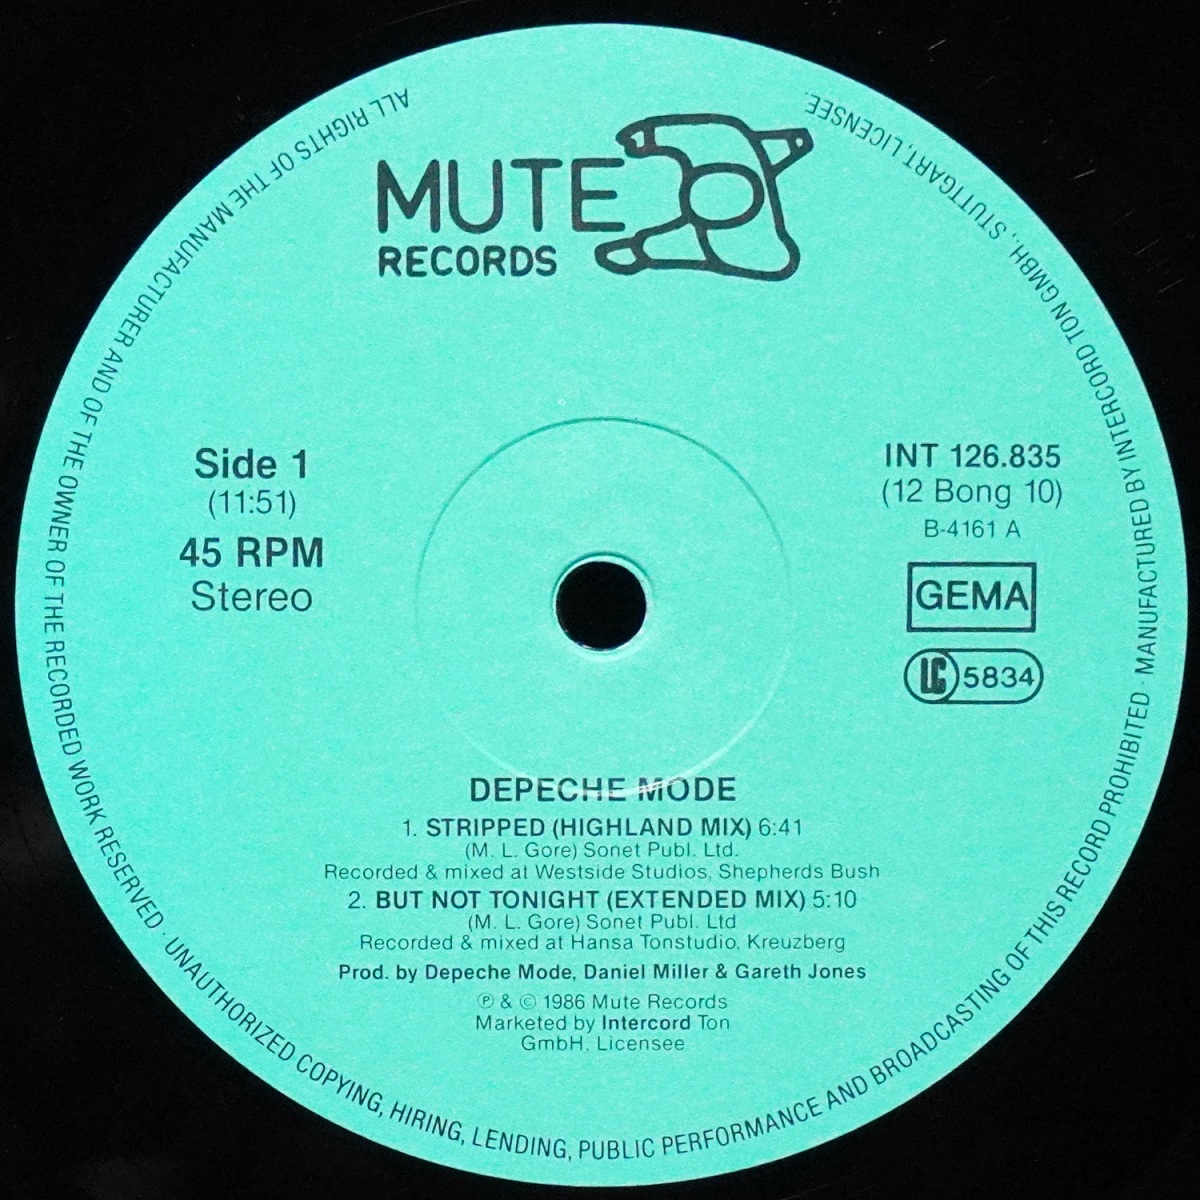 MUTE
RECORDS
Side 1
(11:51)
45 RPM
Stereo
INT 126.835
(12 Bong 10)
B-4161 A
GEMA
LC 5834
DEPECHE MODE
1. STRIPPED (HIGHLAND MIX) 6:41
(M. L. Gore) Sonet Publ. Ltd.
Recorded & mixed at Westside Studios, Shepherds Bush
2. BUT NOT TONIGHT (EXTENDED MIX) 5:10
(M. L. Gore) Sonet Publ. Ltd
Recorded & mixed at Hansa Tonstudio, Kreuzberg
Prod. by Depeche Mode, Daniel Miller & Gareth Jones
℗ & © 1986 Mute Records
Marketed by Intercord Ton
GmbH, Licensee
ALL RIGHTS OF THE MANUFACTURER AND OF THE OWNER OF THE RECORDED WORK RESERVED · UNAUTHORIZED COPYING, HIRING, LENDING, PUBLIC PERFORMANCE AND BROADCASTING OF THIS RECORD PROHIBITED · MANUFACTURED BY INTERCORD TON GMBH., STUTTGART, LICENSEE.